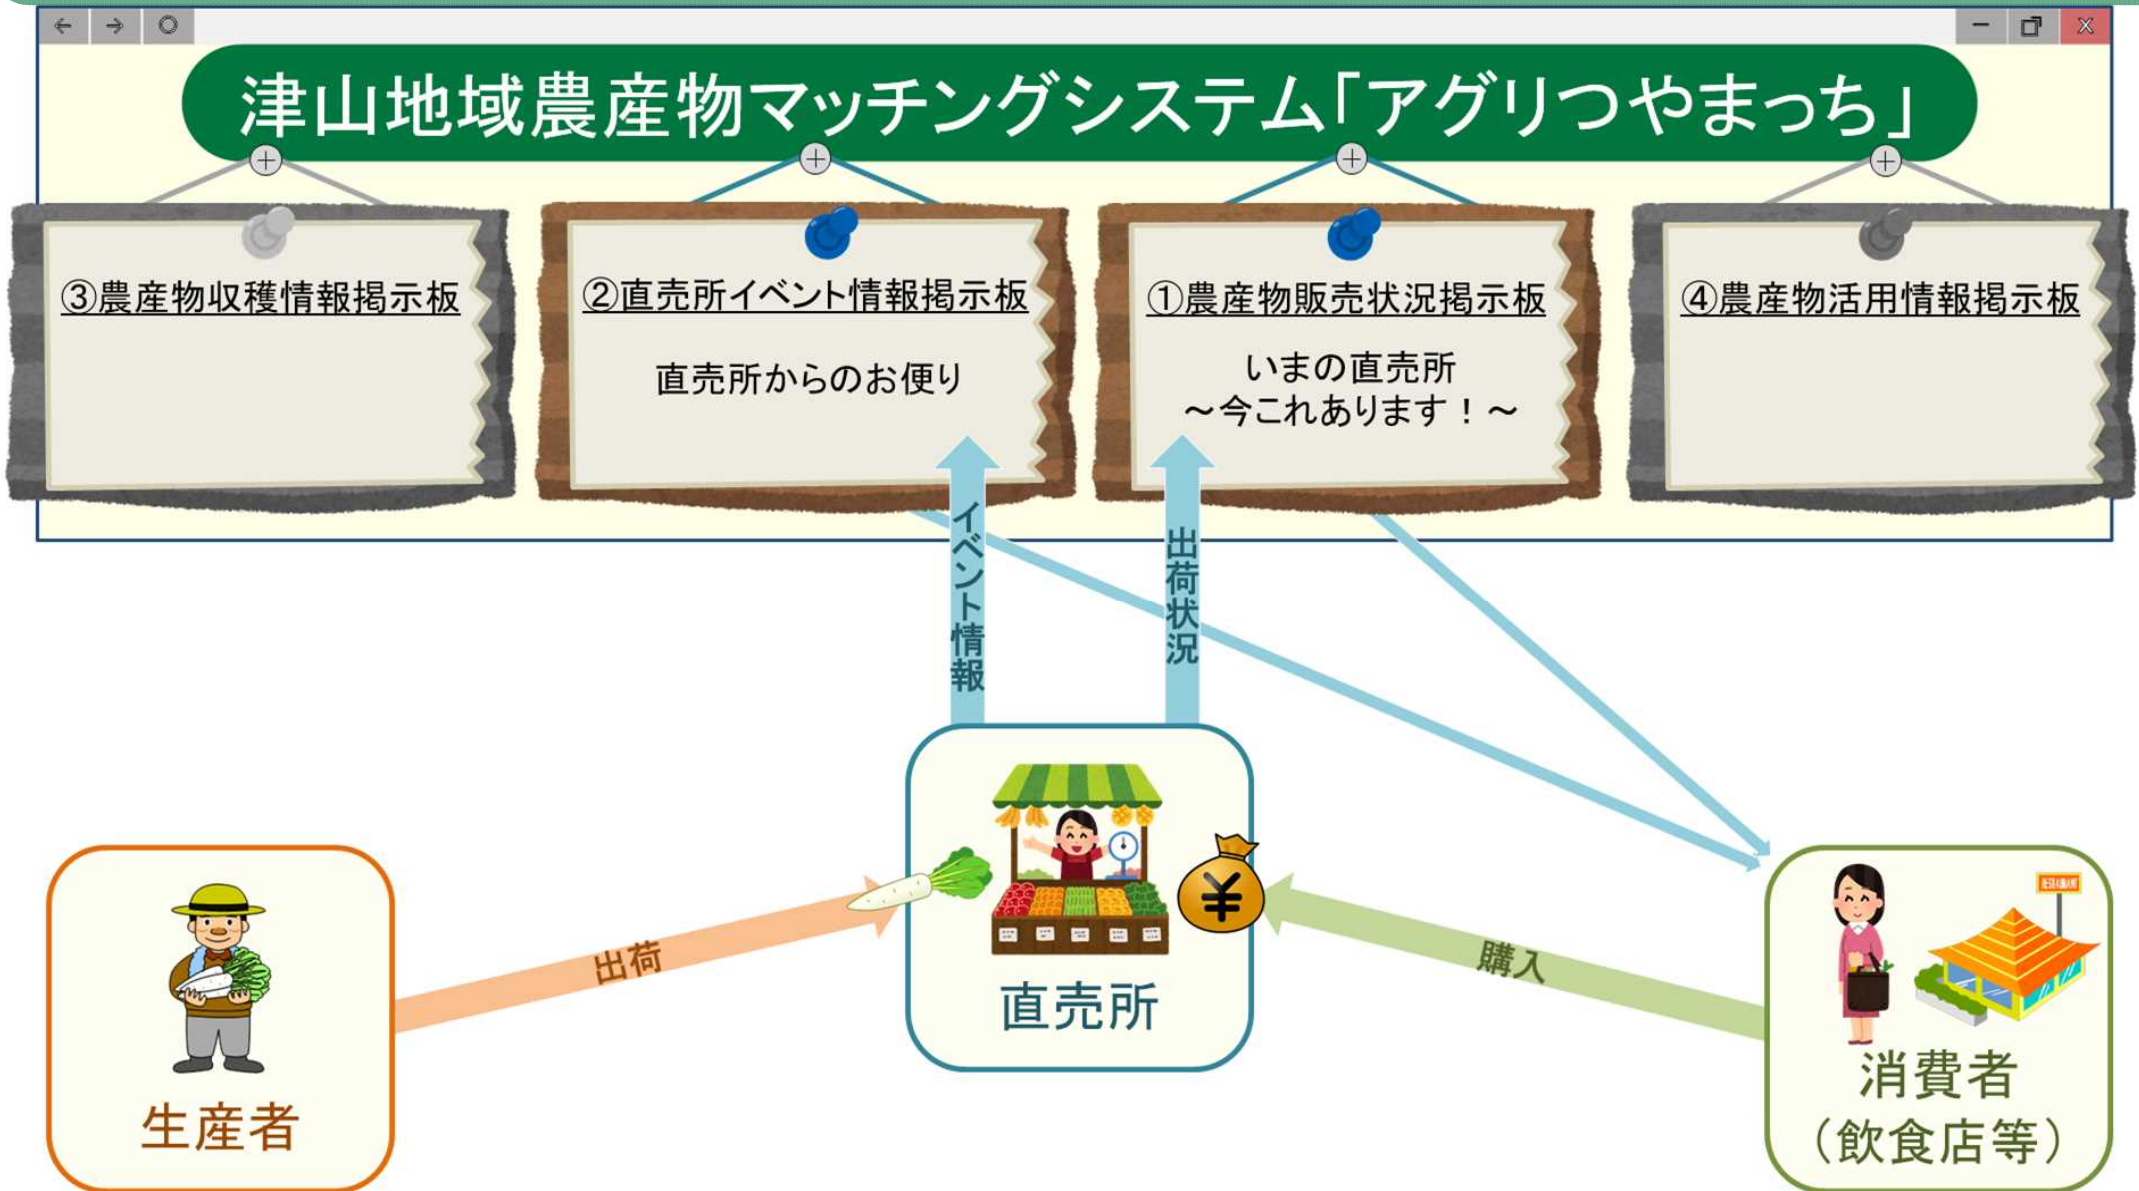 津山地域農産物マッチングシステム「アグリつやまっち」
③農産物収穫情報掲示板
②直売所イベント情報掲示板
直売所からのお便り
①農産物販売状況掲示板
いまの直売所
～今これあります！～
④農産物活用情報掲示板
イベント情報
出荷状況
出荷
購入
¥
直売所
生産者
RESTAURANT
消費者
（飲食店等）